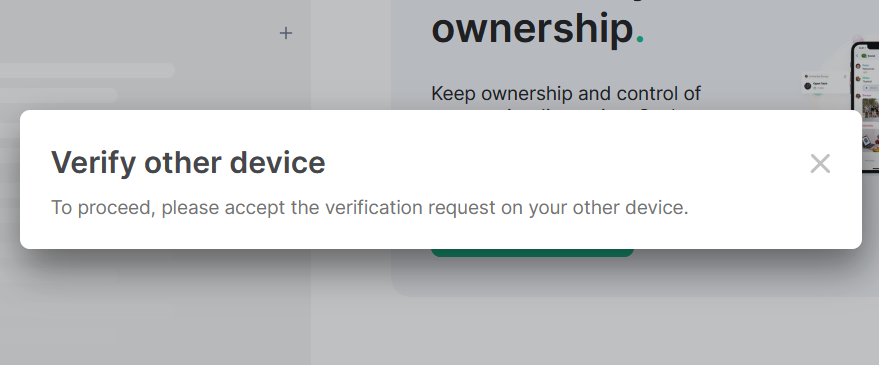 ownership.
Keep ownership and control of
Verify other device
To proceed, please accept the verification request on your other device.